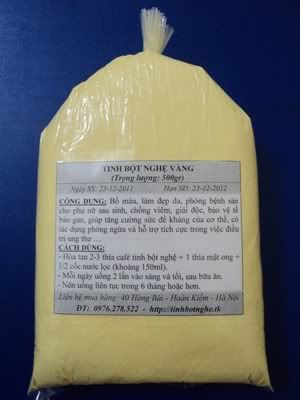 TINH BỘT NGHỆ VÀNG
(Trọng lượng: 500gr)
Ngày SX: 23-12-2011 Hạn SD: 23-12-2012
CÔNG DỤNG: Bổ máu, làm đẹp da, phòng bệnh sản
cho phụ nữ sau sinh, chống viêm, giải độc, bảo vệ tế
bào gan, giúp tăng cường sức đề kháng của cơ thể, có
tác dụng phòng ngừa và hỗ trợ tích cực trong việc điều
trị ung thư …
CÁCH DÙNG:
- Hòa tan 2-3 thìa café tinh bột nghệ + 1 thìa mật ong +
1/2 cốc nước lọc (khoảng 150ml).
- Mỗi ngày uống 2 lần vào sáng và tối, sau bữa ăn.
- Nên uống liên tục trong 6 tháng hoặc hơn.
Liên hệ mua hàng: 40 Hàng Bài - Hoàn Kiếm - Hà Nội
ĐT: 0976.278.522 - http://tinhbotnghe.tk